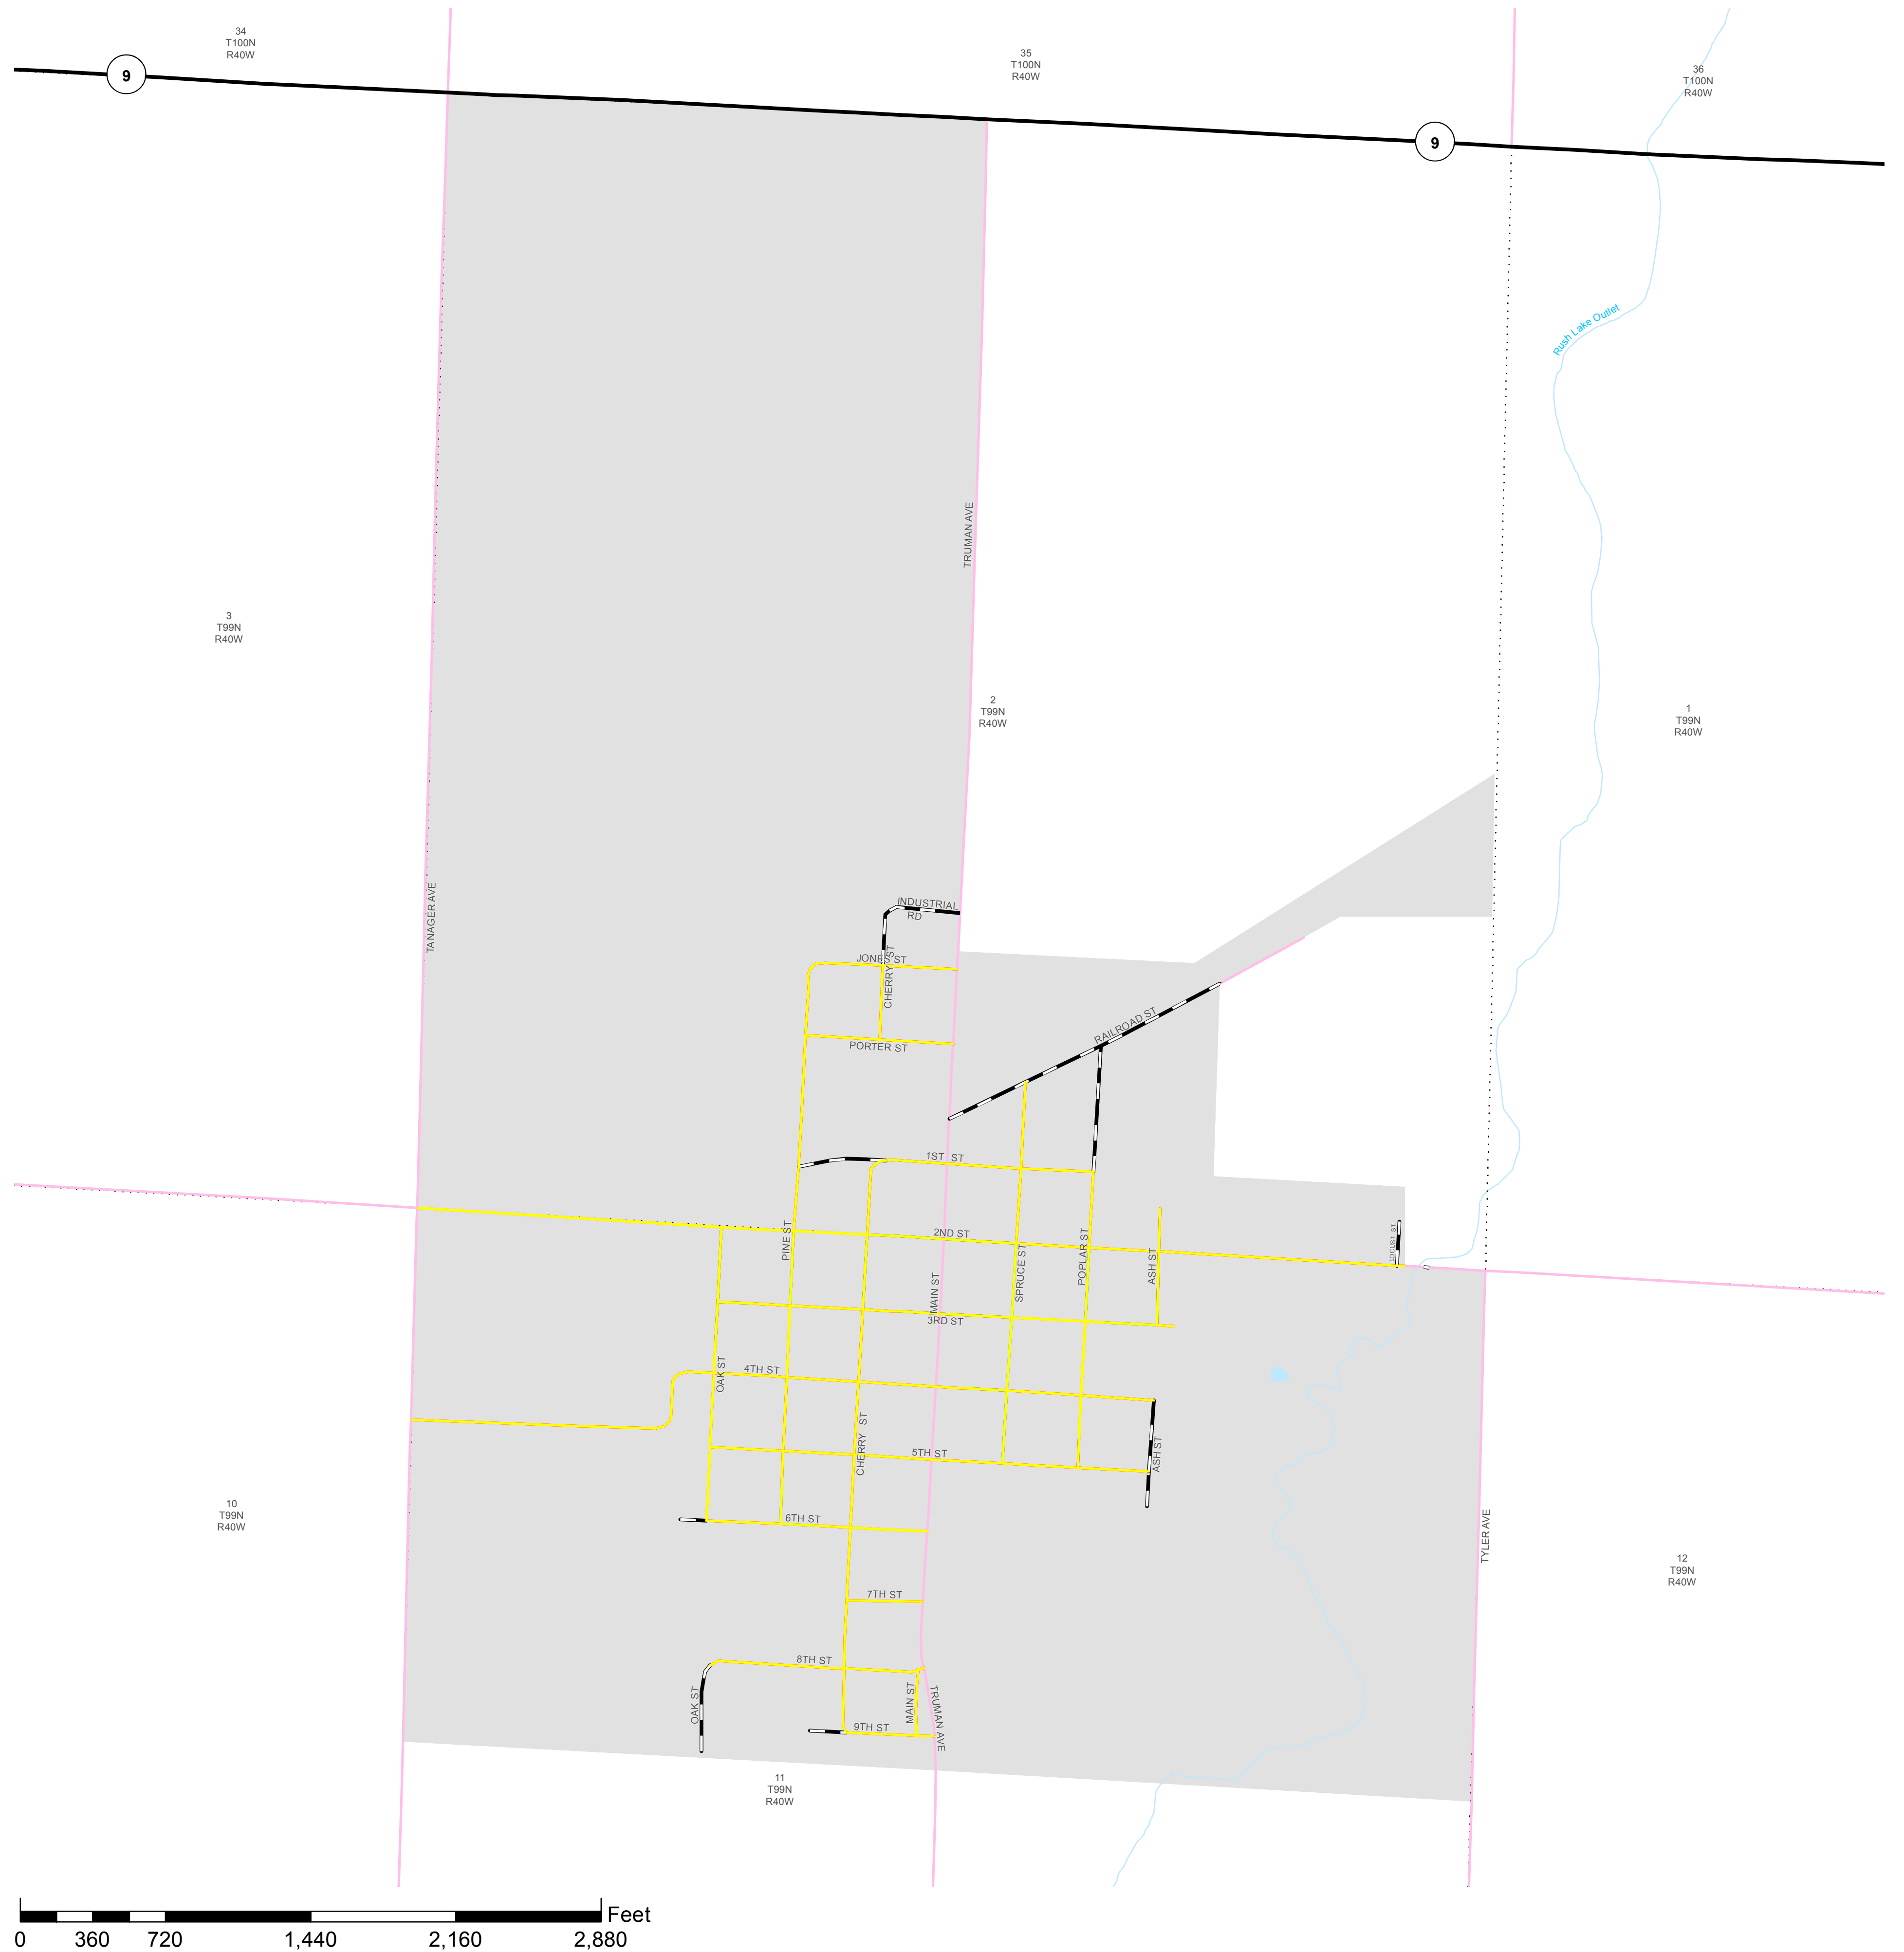 34
T100N
R40W
35
T100N
R40W
36
T100N
R40W
9
9
Rush Lake Outlet
TRUMAN AVE
3
T99N
R40W
2
T99N
R40W
1
T99N
R40W
TANAGER AVE
INDUSTRIAL
RD
JONES ST
CHERRY ST
PORTER ST
RAILROAD ST
1ST ST
2ND ST
PINE ST
MAIN ST
SPRUCE ST
POPLAR ST
ASH ST
LOCUST ST
3RD ST
4TH ST
OAK ST
CHERRY ST
5TH ST
ASH ST
10
T99N
R40W
6TH ST
TYLER AVE
12
T99N
R40W
7TH ST
8TH ST
OAK ST
MAIN ST
TRUMAN AVE
9TH ST
11
T99N
R40W
Feet
0 360 720 1,440 2,160 2,880